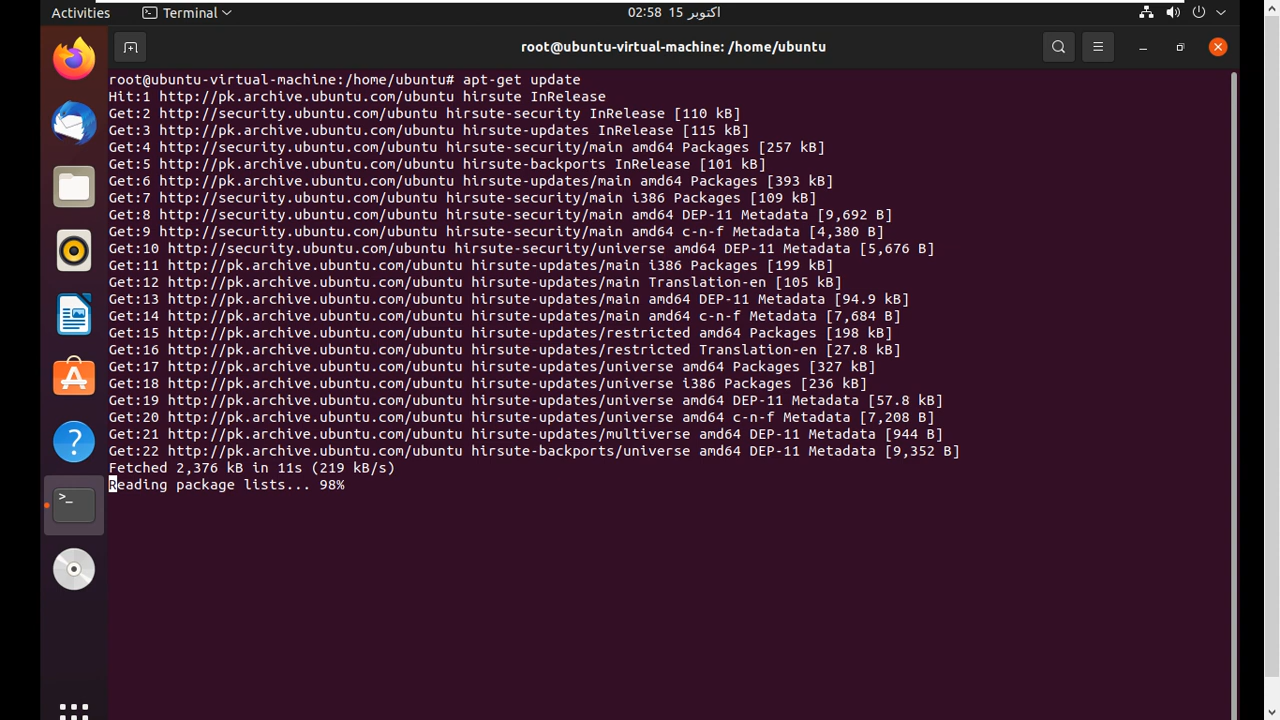 Activities
Terminal
02:58 15 اکتوبر
root@ubuntu-virtual-machine: /home/ubuntu
root@ubuntu-virtual-machine:/home/ubuntu# apt-get update
Hit:1 http://pk.archive.ubuntu.com/ubuntu hirsute InRelease
Get:2 http://security.ubuntu.com/ubuntu hirsute-security InRelease [110 kB]
Get:3 http://pk.archive.ubuntu.com/ubuntu hirsute-updates InRelease [115 kB]
Get:4 http://security.ubuntu.com/ubuntu hirsute-security/main amd64 Packages [257 kB]
Get:5 http://pk.archive.ubuntu.com/ubuntu hirsute-backports InRelease [101 kB]
Get:6 http://pk.archive.ubuntu.com/ubuntu hirsute-updates/main amd64 Packages [393 kB]
Get:7 http://security.ubuntu.com/ubuntu hirsute-security/main i386 Packages [109 kB]
Get:8 http://security.ubuntu.com/ubuntu hirsute-security/main amd64 DEP-11 Metadata [9,692 B]
Get:9 http://security.ubuntu.com/ubuntu hirsute-security/main amd64 c-n-f Metadata [4,380 B]
Get:10 http://security.ubuntu.com/ubuntu hirsute-security/universe amd64 DEP-11 Metadata [5,676 B]
Get:11 http://pk.archive.ubuntu.com/ubuntu hirsute-updates/main i386 Packages [199 kB]
Get:12 http://pk.archive.ubuntu.com/ubuntu hirsute-updates/main Translation-en [105 kB]
Get:13 http://pk.archive.ubuntu.com/ubuntu hirsute-updates/main amd64 DEP-11 Metadata [94.9 kB]
Get:14 http://pk.archive.ubuntu.com/ubuntu hirsute-updates/main amd64 c-n-f Metadata [7,684 B]
Get:15 http://pk.archive.ubuntu.com/ubuntu hirsute-updates/restricted amd64 Packages [198 kB]
Get:16 http://pk.archive.ubuntu.com/ubuntu hirsute-updates/restricted Translation-en [27.8 kB]
Get:17 http://pk.archive.ubuntu.com/ubuntu hirsute-updates/universe amd64 Packages [327 kB]
Get:18 http://pk.archive.ubuntu.com/ubuntu hirsute-updates/universe i386 Packages [236 kB]
Get:19 http://pk.archive.ubuntu.com/ubuntu hirsute-updates/universe amd64 DEP-11 Metadata [57.8 kB]
Get:20 http://pk.archive.ubuntu.com/ubuntu hirsute-updates/universe amd64 c-n-f Metadata [7,208 B]
Get:21 http://pk.archive.ubuntu.com/ubuntu hirsute-updates/multiverse amd64 DEP-11 Metadata [944 B]
Get:22 http://pk.archive.ubuntu.com/ubuntu hirsute-backports/universe amd64 DEP-11 Metadata [9,352 B]
Fetched 2,376 kB in 11s (219 kB/s)
Reading package lists... 98%